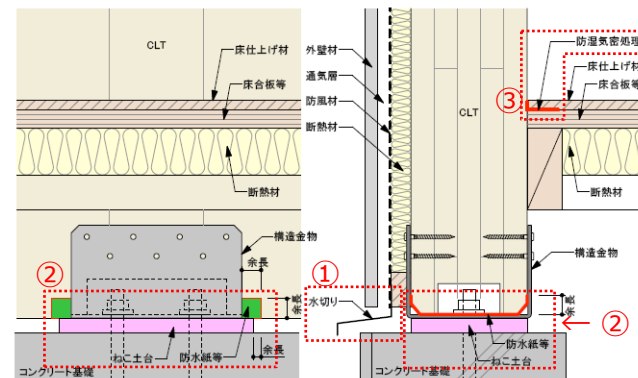 CLT
床仕上げ材
床合板等
断熱材
構造金物
余長
②
余長
ねこ土台
防水紙等
余長
コンクリート基礎
外壁材
通気層
防風材
断熱材
CLT
防湿気密処理
床仕上げ材
床合板等
③
断熱材
構造金物
①
水切り
余長
②
防水紙等
ねこ土台
コンクリート基礎